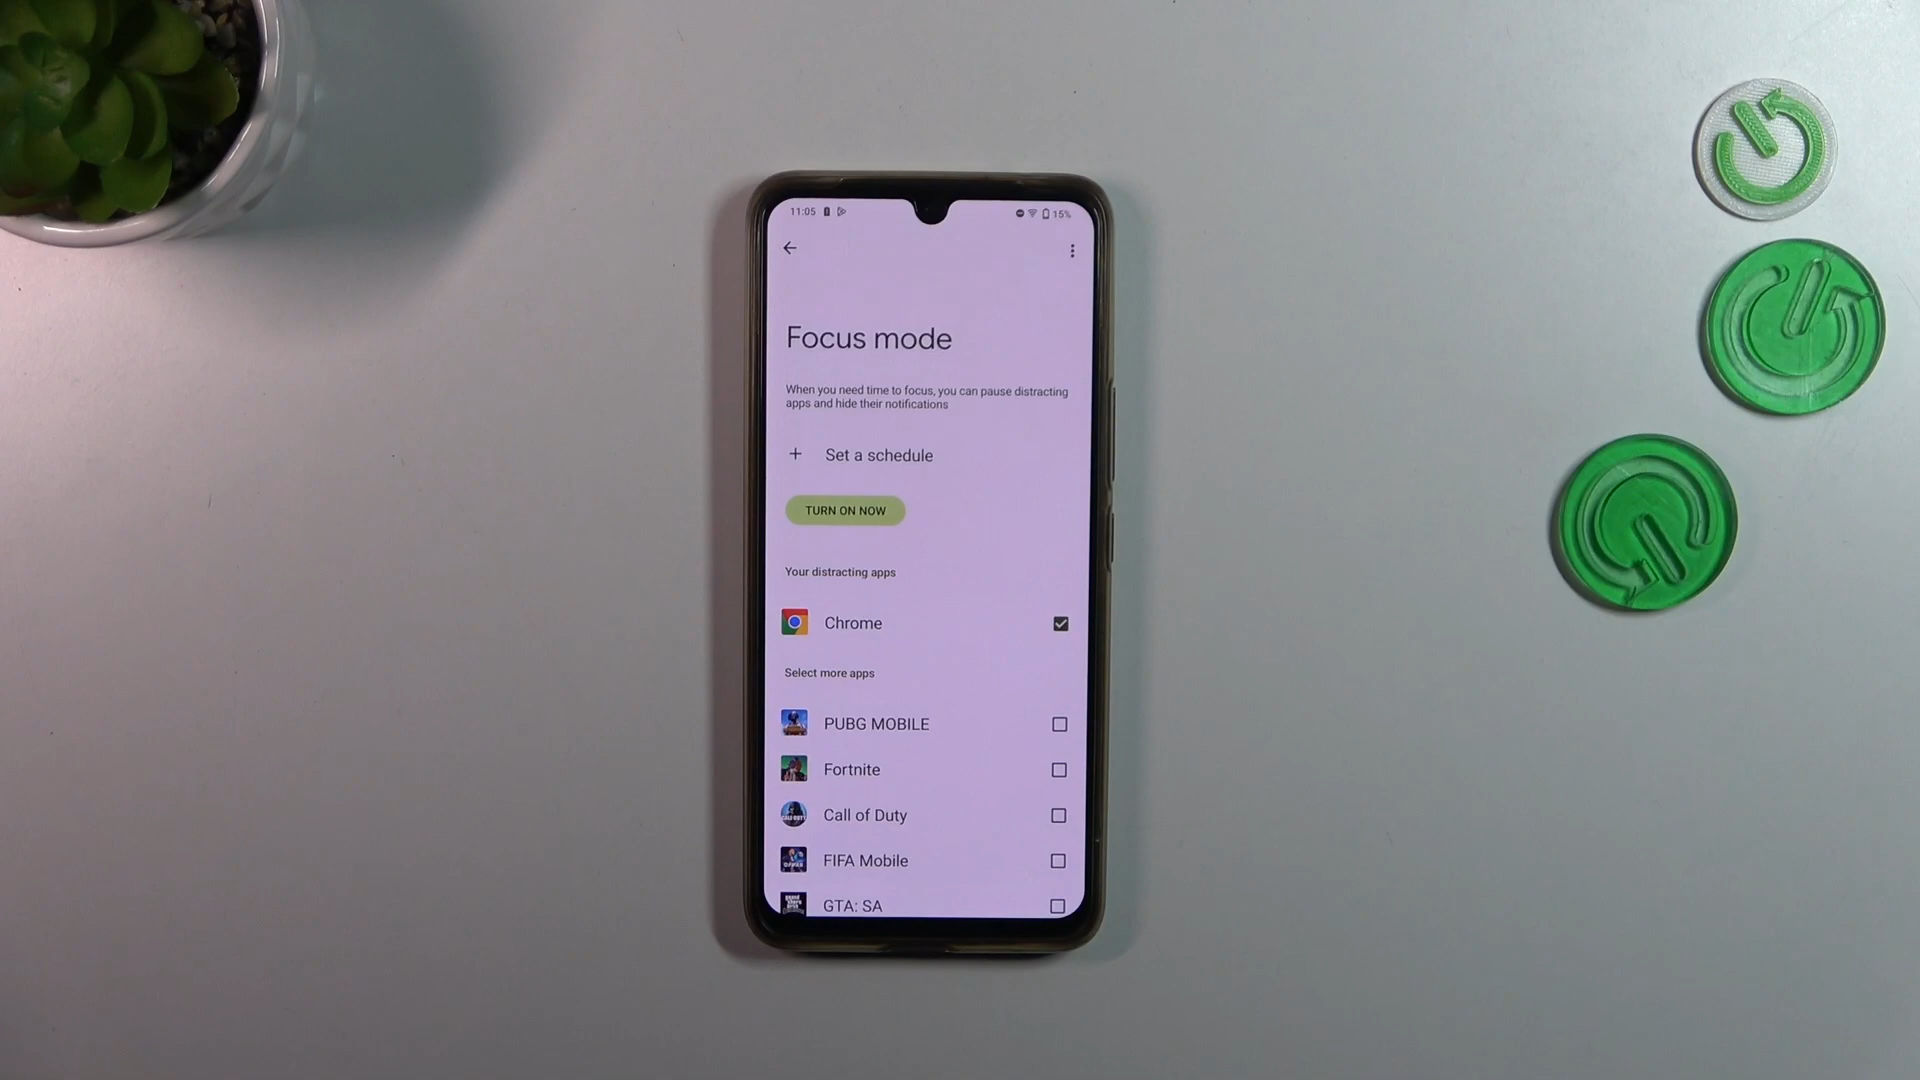 11:05
15%
Focus mode
When you need time to focus, you can pause distracting
apps and hide their notifications
+ Set a schedule
TURN ON NOW
Your distracting apps
Chrome
Select more apps
PUBG MOBILE
Fortnite
Call of Duty
FIFA Mobile
GTA: SA